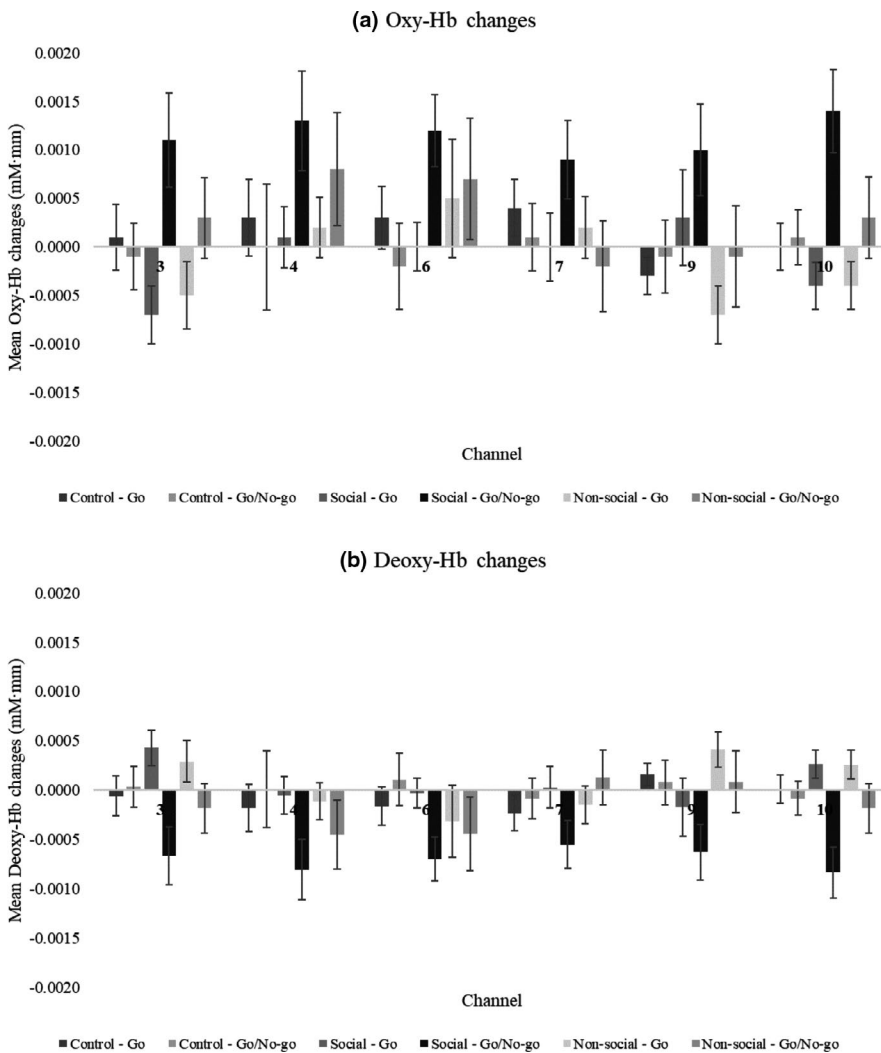 (a) Oxy-Hb changes
0.0020
0.0015
0.0010
0.0005
0.0000
-0.0005
-0.0010
-0.0015
-0.0020
Mean Oxy-Hb changes (mM·mm)
3 4 6 7 9 10
Channel
Control - Go Control - Go/No-go Social - Go Social - Go/No-go Non-social - Go Non-social - Go/No-go
(b) Deoxy-Hb changes
0.0020
0.0015
0.0010
0.0005
0.0000
-0.0005
-0.0010
-0.0015
-0.0020
Mean Deoxy-Hb changes (mM·mm)
3 4 6 7 9 10
Channel
Control - Go Control - Go/No-go Social - Go Social - Go/No-go Non-social - Go Non-social - Go/No-go